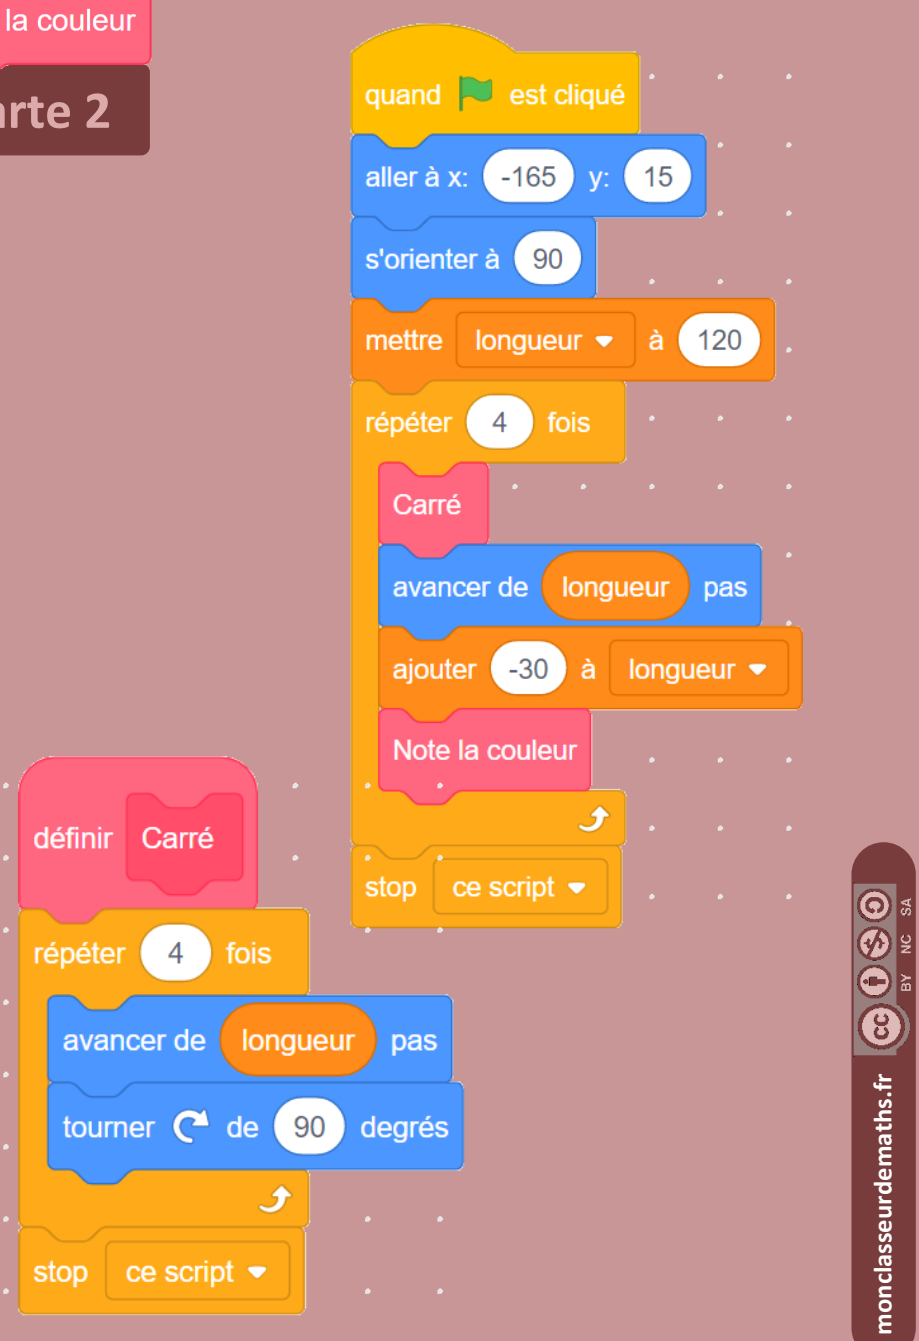 la couleur
arte 2
quand est cliqué
aller à x: -165 y: 15
s'orienter à 90
mettre longueur à 120
répéter 4 fois
Carré
avancer de longueur pas
ajouter -30 à longueur
Note la couleur
stop ce script
définir Carré
répéter 4 fois
avancer de longueur pas
tourner de 90 degrés
stop ce script
cc BY NC SA
monclasseurdemaths.fr